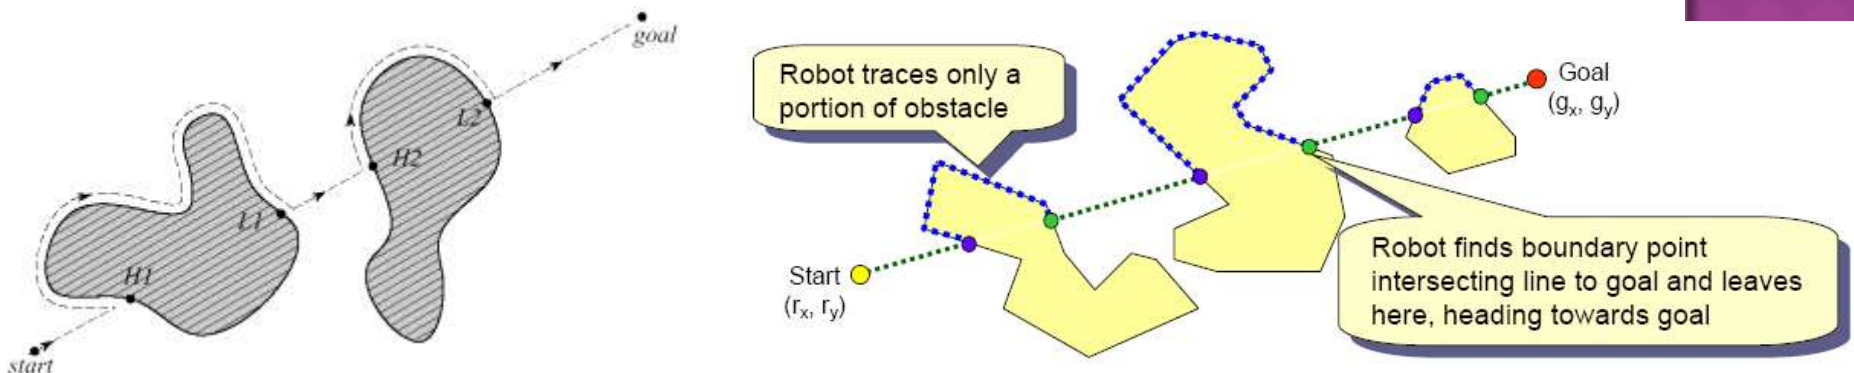 goal
L2
H2
L1
H1
start
Robot traces only a
portion of obstacle
Goal
(gx, gy)
Start
(rx, ry)
Robot finds boundary point
intersecting line to goal and leaves
here, heading towards goal